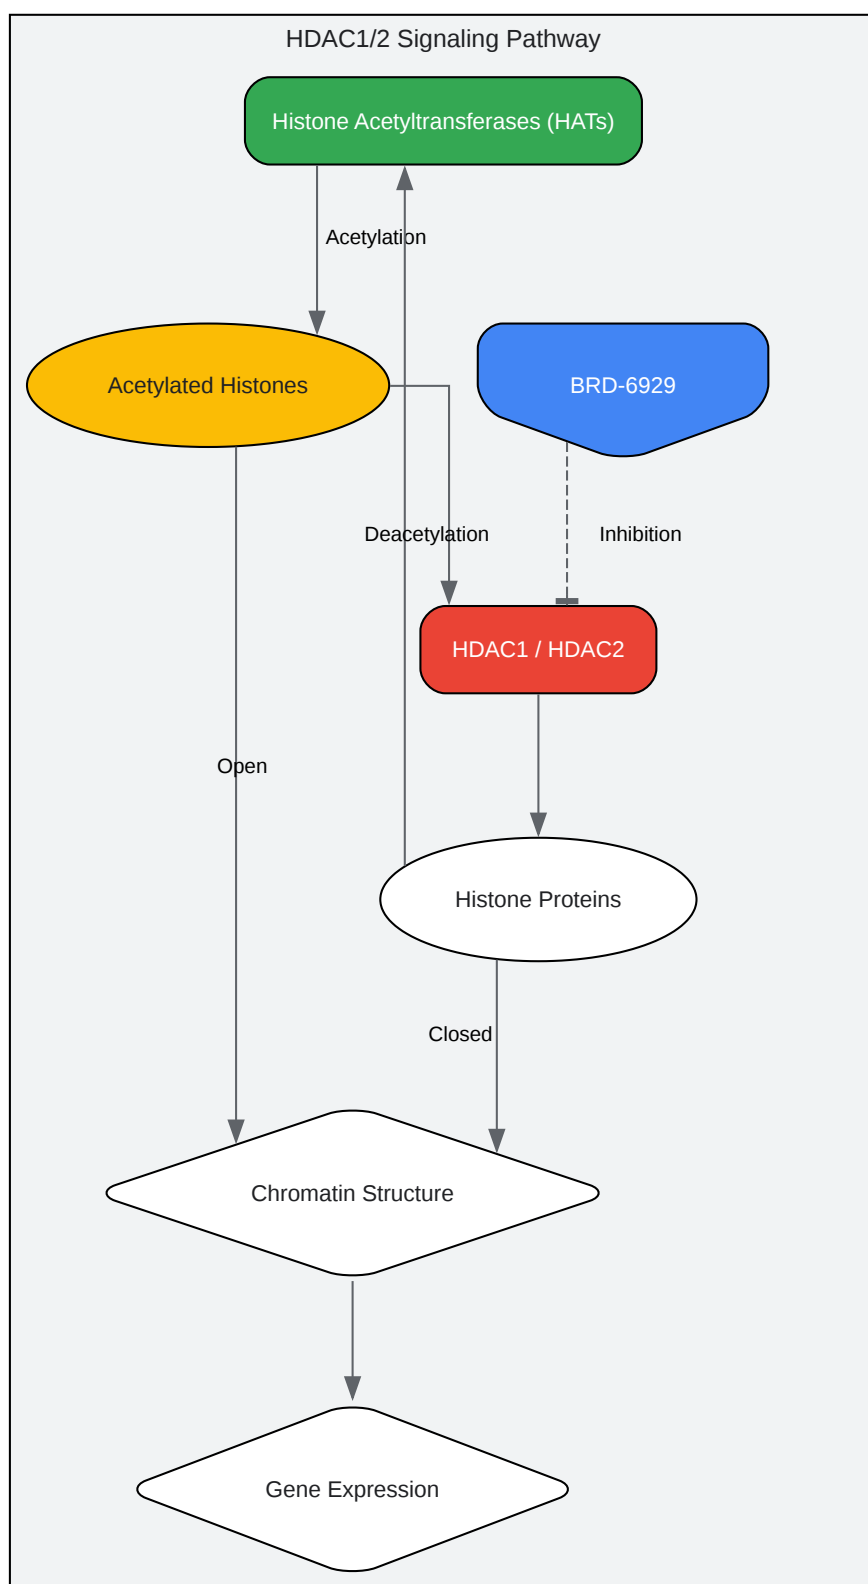 HDAC1/2 Signaling Pathway
Histone Acetyltransferases (HATs)
Acetylation
Acetylated Histones
BRD-6929
Deacetylation
Inhibition
HDAC1 / HDAC2
Open
Histone Proteins
Closed
Chromatin Structure
Gene Expression